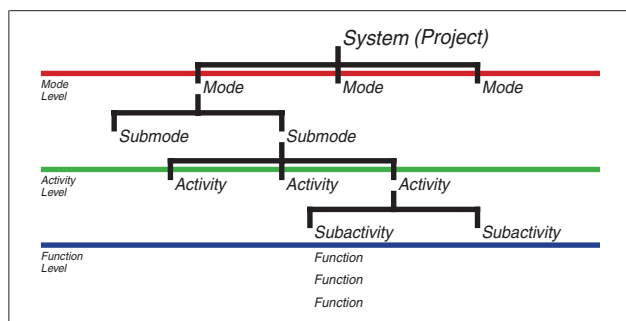 System (Project)
Mode Level
Mode Mode Mode
Submode Submode
Activity Level
Activity Activity Activity
Subactivity Subactivity
Function Level
Function
Function
Function